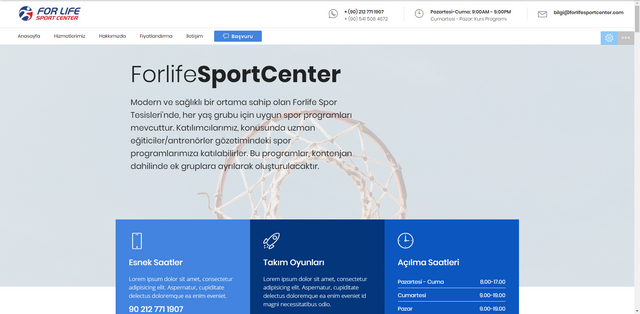 FOR LIFE
SPORT CENTER
+ (90) 212 771 1907
+ (90) 541 508 4672
Pazartesi-Cuma: 9:00AM - 5:00PM
Cumartesi - Pazar Kurs Programı
bilgi@forlifesportcenter.com
Anasayfa Hizmetlerimiz Hakkımızda Fiyatlandırma İletişim Başvuru
ForlifeSportCenter
Modern ve sağlıklı bir ortama sahip olan Forlife Spor
Tesisleri'nde, her yaş grubu için uygun spor programları
mevcuttur. Katılımcılarımız, konusunda uzman
eğiticiler/antrenörler gözetimindeki spor
programlarımıza katılabilirler. Bu programlar, kontenjan
dahilinde ek gruplara ayrılarak oluşturulacaktır.
Esnek Saatler
Lorem ipsum dolor sit amet, consectetur
adipisicing elit. Aspernatur, cupiditate
delectus dolorem ea enim eveniet.
90 212 771 1907
Takım Oyunları
Lorem ipsum dolor sit amet, consectetur
adipisicing elit. Aspernatur, cupiditate
delectus doloremque ea enim eveniet id
magni necessitatibus odio.
Açılma Saatleri
Pazartesi - Cuma 8.00-17.00
Cumartesi 9.00-19.00
Pazar 9.00-19.00